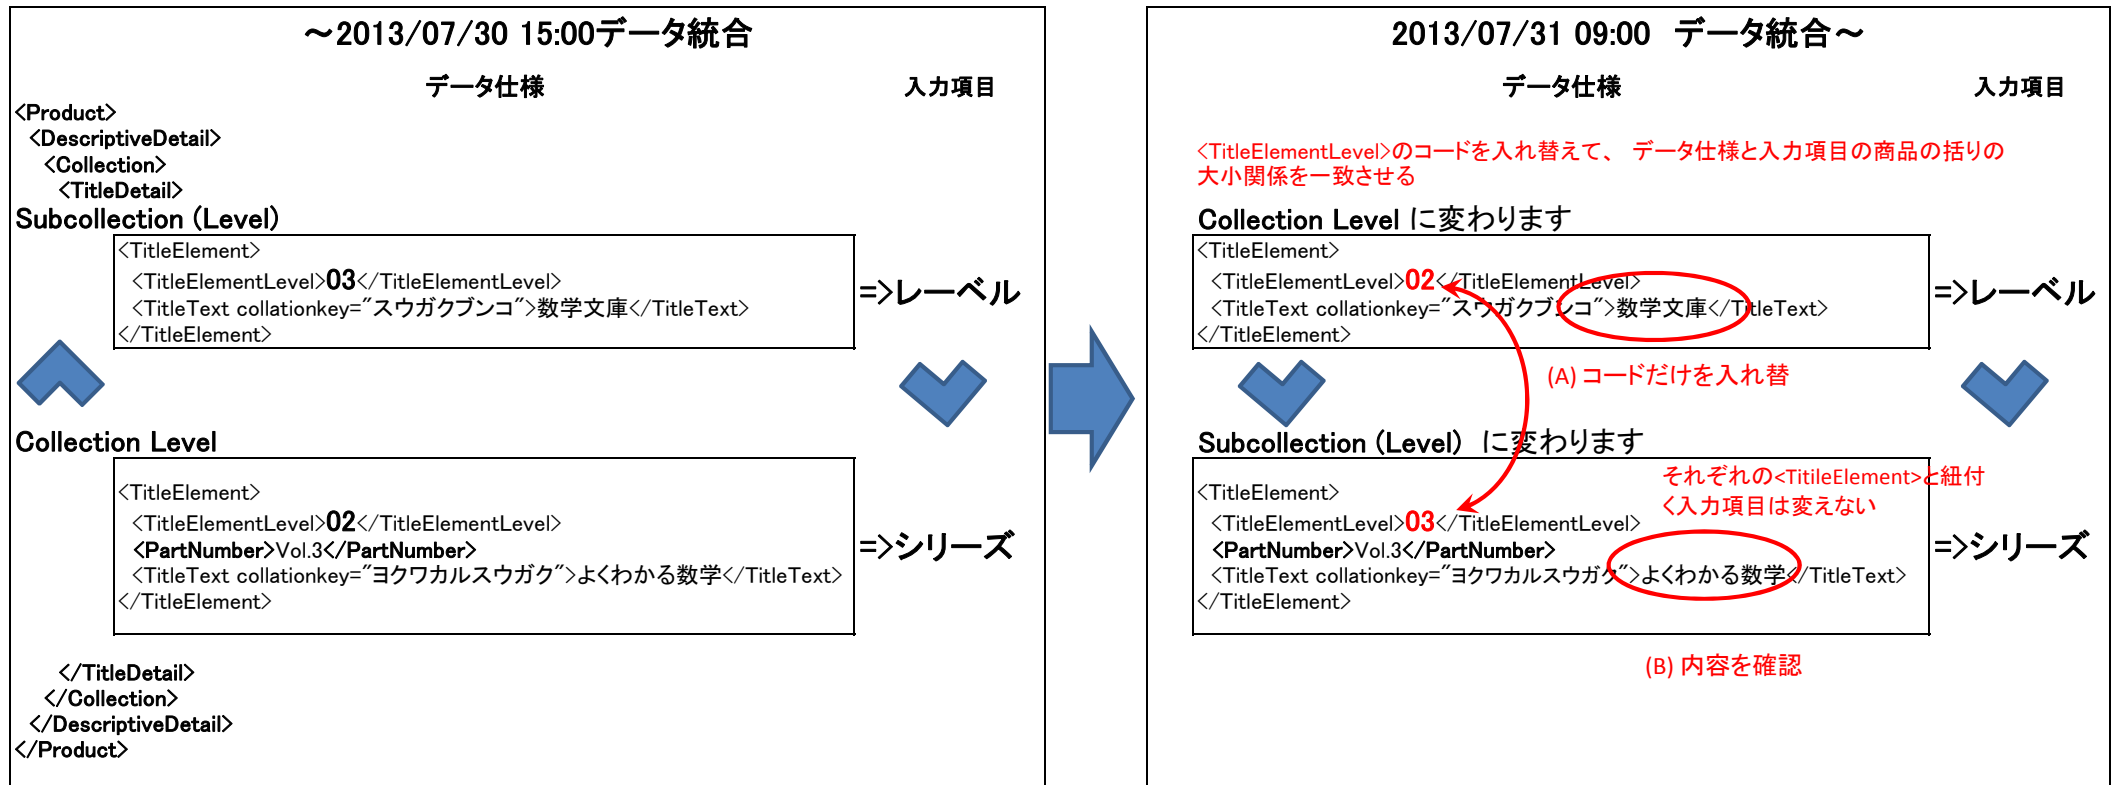 ～2013/07/30 15:00データ統合
データ仕様
入力項目
<Product>
<DescriptiveDetail>
<Collection>
<TitleDetail>
Subcollection (Level)
<TitleElement>
<TitleElementLevel>03</TitleElementLevel>
<TitleText collationkey="スウガクブンコ">数学文庫</TitleText>
</TitleElement>
=>レーベル
Collection Level
<TitleElement>
<TitleElementLevel>02</TitleElementLevel>
<PartNumber>Vol.3</PartNumber>
<TitleText collationkey="ヨクワカルスウガク">よくわかる数学</TitleText>
</TitleElement>
=>シリーズ
</TitleDetail>
</Collection>
</DescriptiveDetail>
</Product>
2013/07/31 09:00　データ統合～
データ仕様
入力項目
<TitleElementLevel>のコードを入れ替えて、 データ仕様と入力項目の商品の括りの
大小関係を一致させる
Collection Level に変わります
<TitleElement>
<TitleElementLevel>02</TitleElementLevel>
<TitleText collationkey="スウガクブンコ">数学文庫</TitleText>
</TitleElement>
=>レーベル
(A) コードだけを入れ替
Subcollection (Level) に変わります
それぞれの<TitileElement>と紐付
く入力項目は変えない
<TitleElement>
<TitleElementLevel>03</TitleElementLevel>
<PartNumber>Vol.3</PartNumber>
<TitleText collationkey="ヨクワカルスウガク">よくわかる数学</TitleText>
</TitleElement>
=>シリーズ
(B) 内容を確認